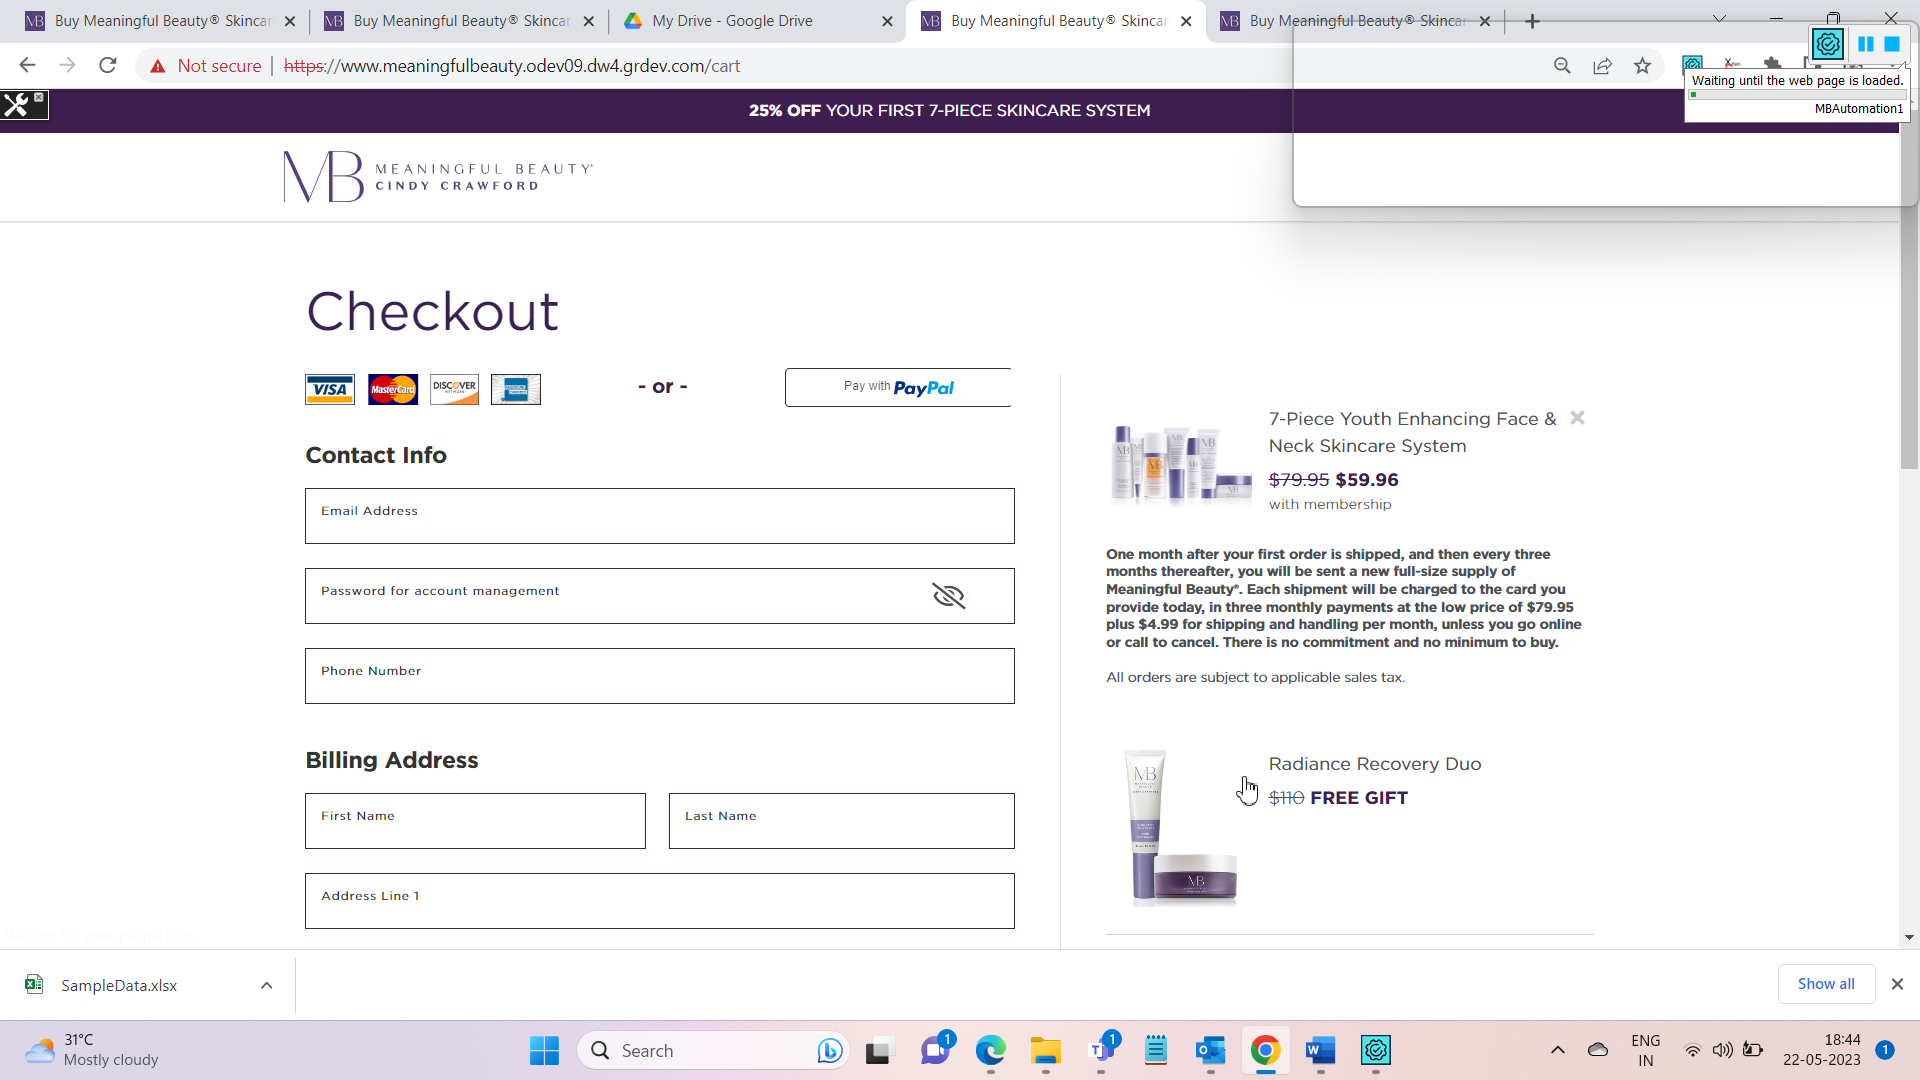 Buy Meaningful Beauty® Skincar
Buy Meaningful Beauty® Skincar
My Drive - Google Drive
Buy Meaningful Beauty® Skincar
Buy Meaningful Beauty® Skincar
Not secure
https://www.meaningfulbeauty.odev09.dw4.grdev.com/cart
Waiting until the web page is loaded.
MBAutomation1
25% OFF YOUR FIRST 7-PIECE SKINCARE SYSTEM
MB
MEANINGFUL BEAUTY®
CINDY CRAWFORD
Checkout
VISA
MasterCard
DISCOVER
- or -
Pay with PayPal
Contact Info
Email Address
Password for account management
Phone Number
Billing Address
First Name
Last Name
Address Line 1
7-Piece Youth Enhancing Face &
Neck Skincare System
$79.95 $59.96
with membership
One month after your first order is shipped, and then every three
months thereafter, you will be sent a new full-size supply of
Meaningful Beauty®. Each shipment will be charged to the card you
provide today, in three monthly payments at the low price of $79.95
plus $4.99 for shipping and handling per month, unless you go online
or call to cancel. There is no commitment and no minimum to buy.
All orders are subject to applicable sales tax.
Radiance Recovery Duo
$110 FREE GIFT
MB
MB
SampleData.xlsx
Show all
31°C
Mostly cloudy
Search
1
1
ENG
IN
18:44
22-05-2023
1